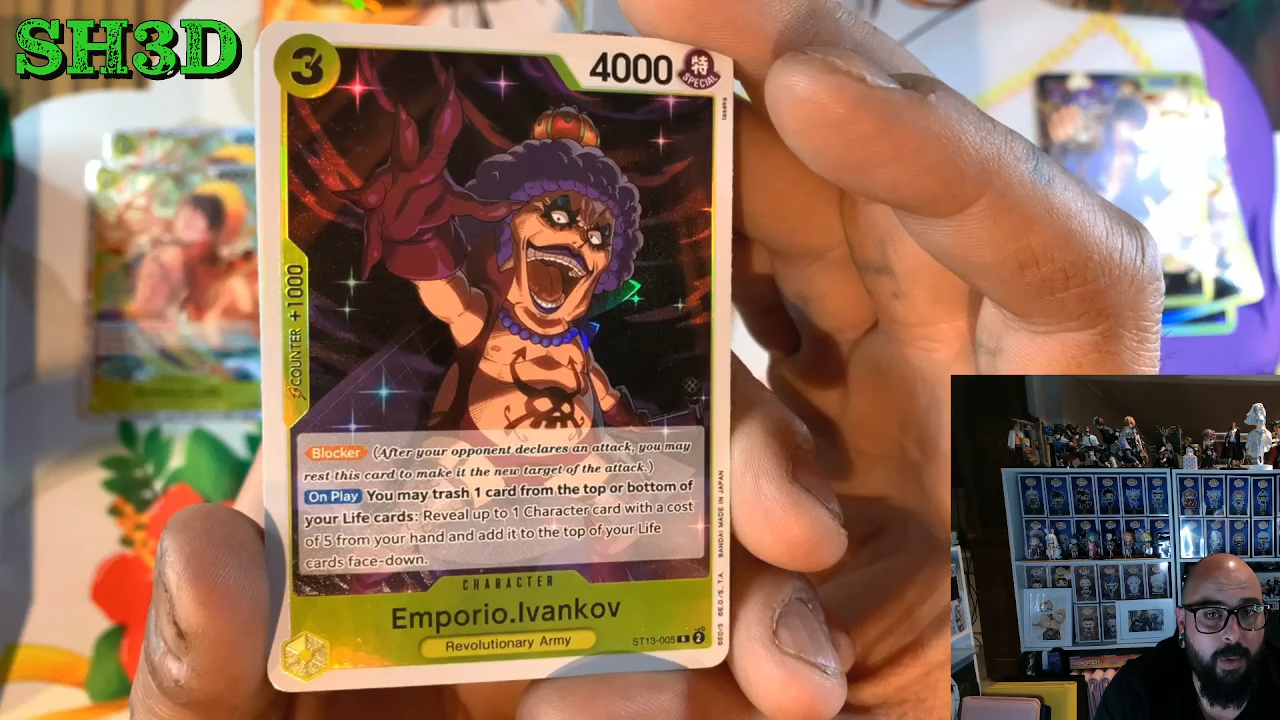 SH3D
3
4000
特
SPECIAL
COUNTER +1000
Blocker (After your opponent declares an attack, you may
rest this card to make it the new target of the attack.)
On Play You may trash 1 card from the top or bottom of
your Life cards: Reveal up to 1 Character card with a cost
of 5 from your hand and add it to the top of your Life
cards face-down.
CHARACTER
Emporio.Ivankov
Revolutionary Army
ST13-005 R 2
©E.O./S., T.A. BANDAI MADE IN JAPAN